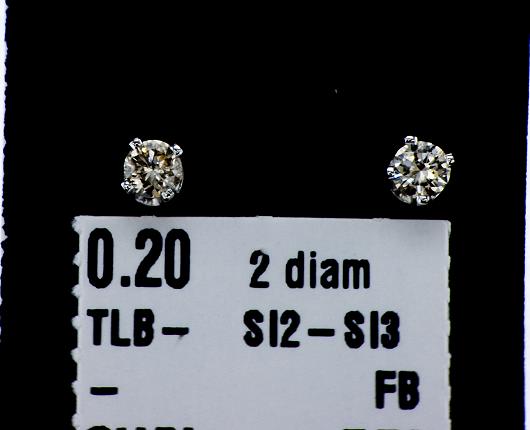 0.20 2 diam
TLB- SI2-SI3
- FB